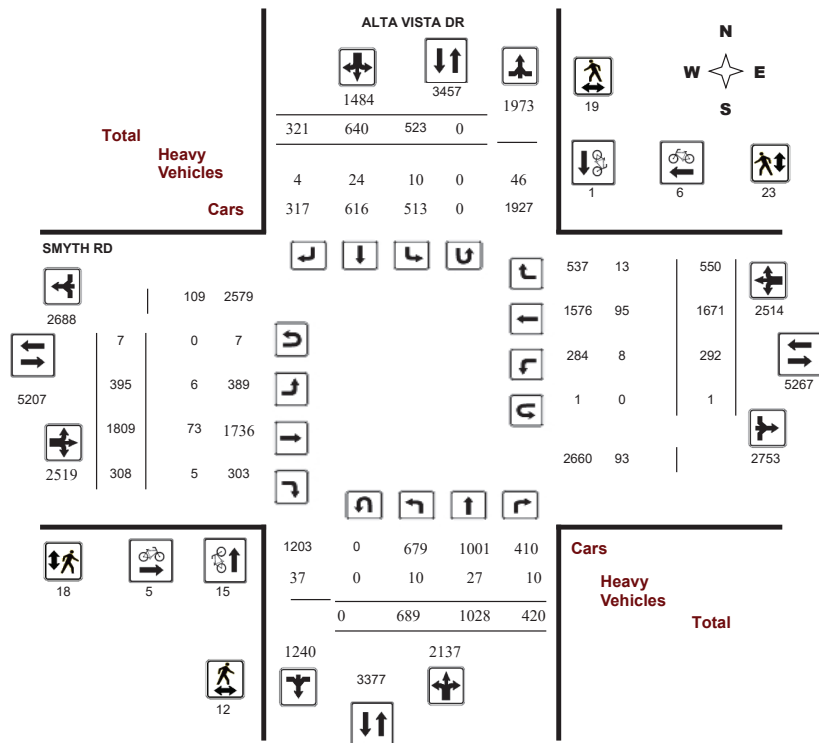 ALTA VISTA DR
N
W E
S
1484 3457 1973 19
Total 321 640 523 0
Heavy
Vehicles 4 24 10 0 46
Cars 317 616 513 0 1927
1 6 23
SMYTH RD
2688 109 2579
7 0 7
5207 395 6 389
1809 73 1736
2519 308 5 303
537 13 550
1576 95 1671 2514
284 8 292
5267
1 0 1
2660 93 2753
1203 0 679 1001 410 Cars
37 0 10 27 10 Heavy
Vehicles
0 689 1028 420 Total
18 5 15
1240 3377 2137
12